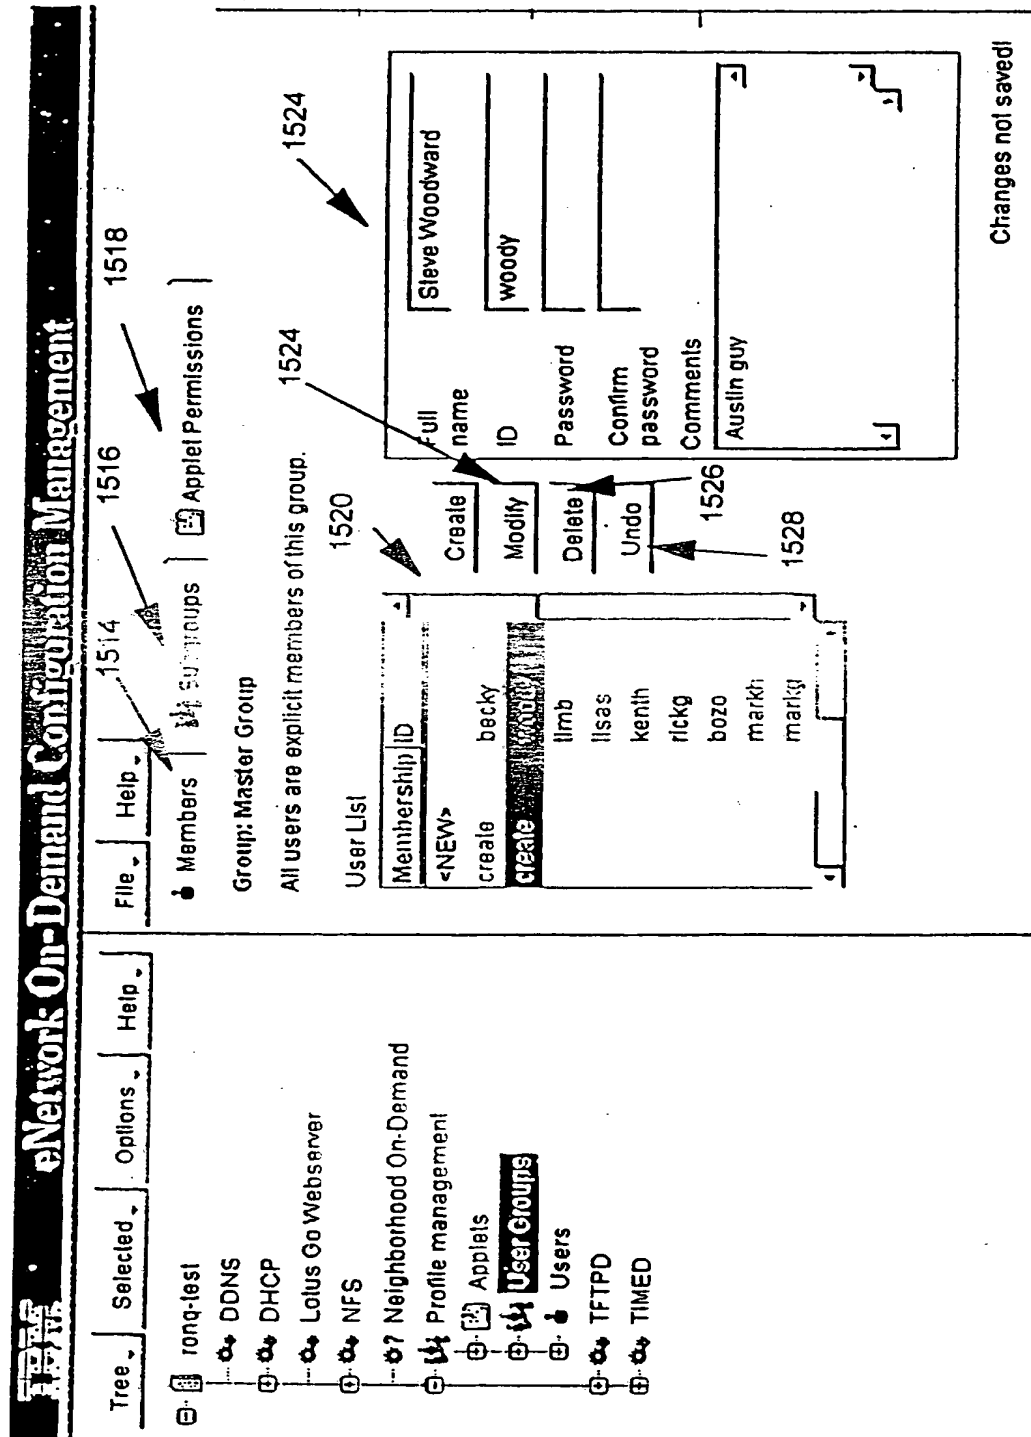 IBM eNetwork On-Demand Configuration Management
Tree Selected Options Help
rong-test
DDNS
DHCP
Lotus Go Webserver
NFS
? Neighborhood On-Demand
Profile management
Applets
User Groups
Users
TFTPD
TIMED
File Help
1514
1516
1518
Members
Subgroups
Applet Permissions
Group: Master Group
All users are explicit members of this group.
1520
1524
1524
User List
Membership ID
<NEW>
create becky
create woody
limb
lisas
kenth
rickg
bozo
markh
markg
Create
Modify
Delete
Undo
1526
1528
Full name
Steve Woodward
ID
woody
Password
Confirm password
Comments
Austin guy
Changes not saved!